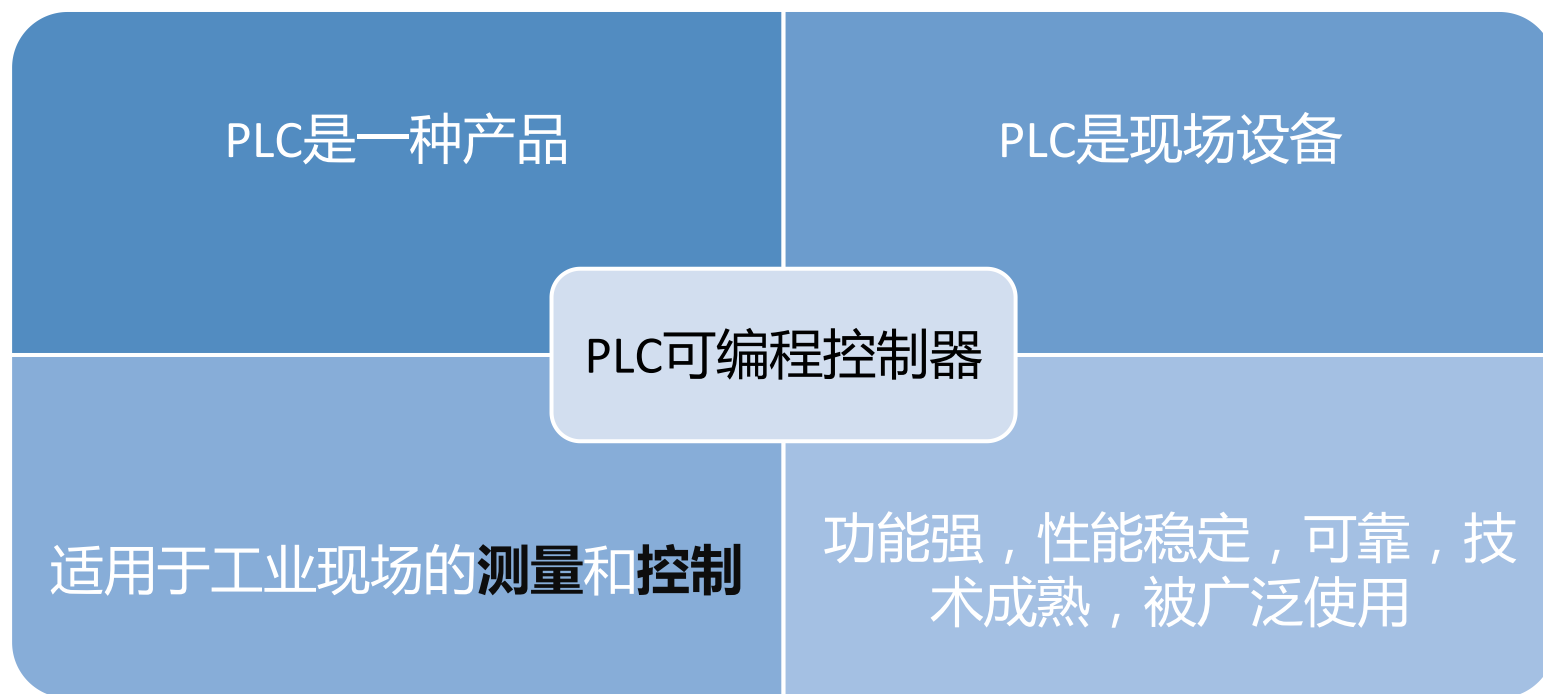 PLC是一种产品
PLC是现场设备
PLC可编程控制器
适用于工业现场的测量和控制
功能强，性能稳定，可靠，技
术成熟，被广泛使用